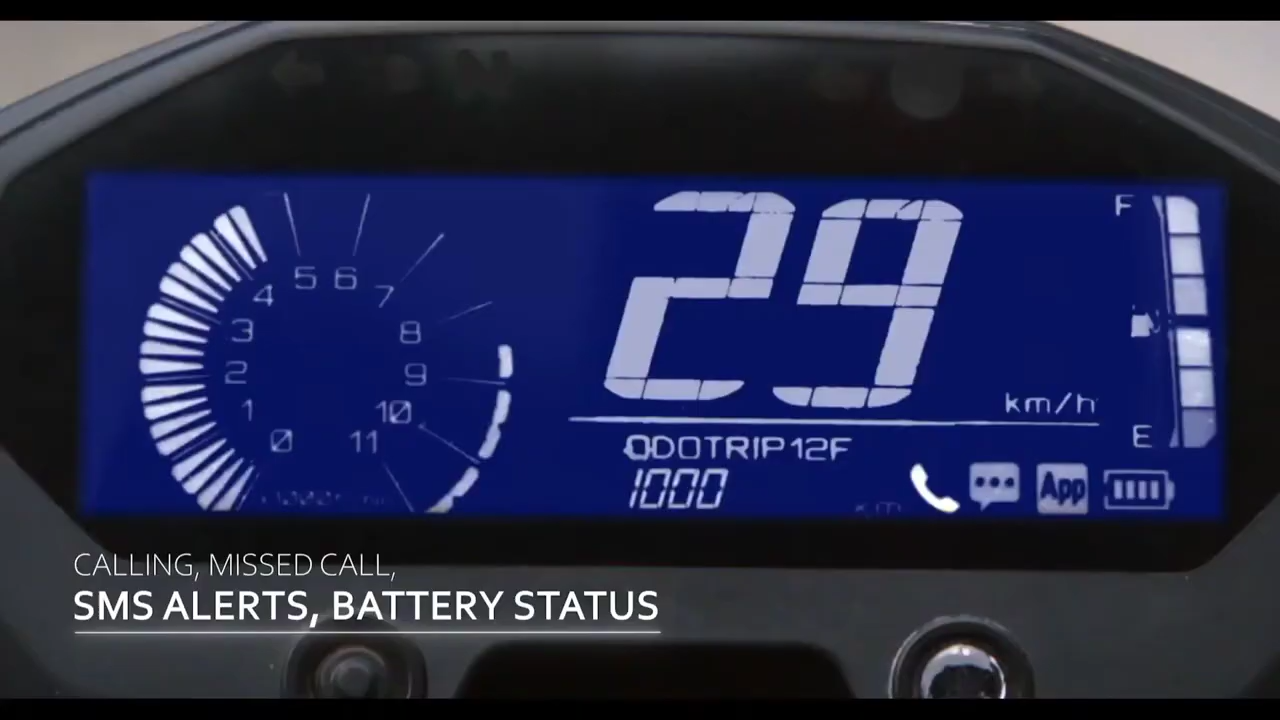 29
F
5 6
4 7
3 8
2 9
1 10
0 11
km/h
E
ODOTRIP12F
1000
App
km
CALLING, MISSED CALL,
SMS ALERTS, BATTERY STATUS